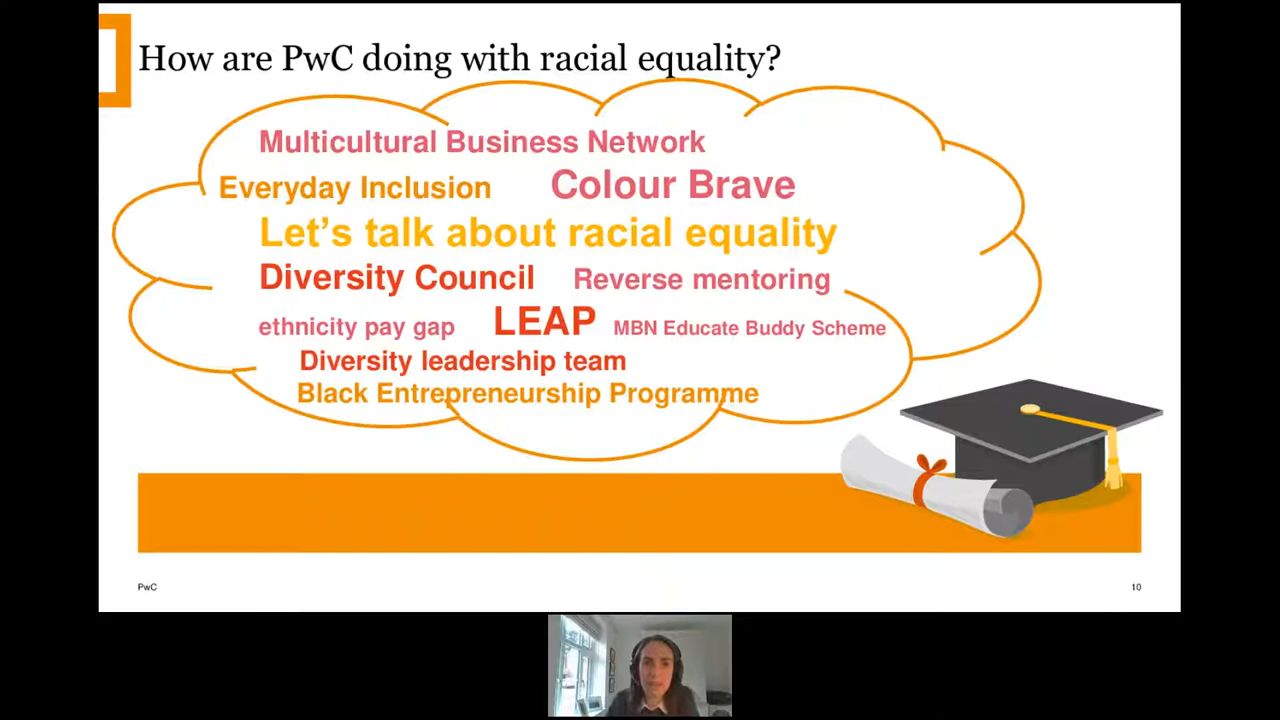 How are PwC doing with racial equality?
Multicultural Business Network
Everyday Inclusion Colour Brave
Let's talk about racial equality
Diversity Council Reverse mentoring
ethnicity pay gap LEAP MBN Educate Buddy Scheme
Diversity leadership team
Black Entrepreneurship Programme
PwC 10